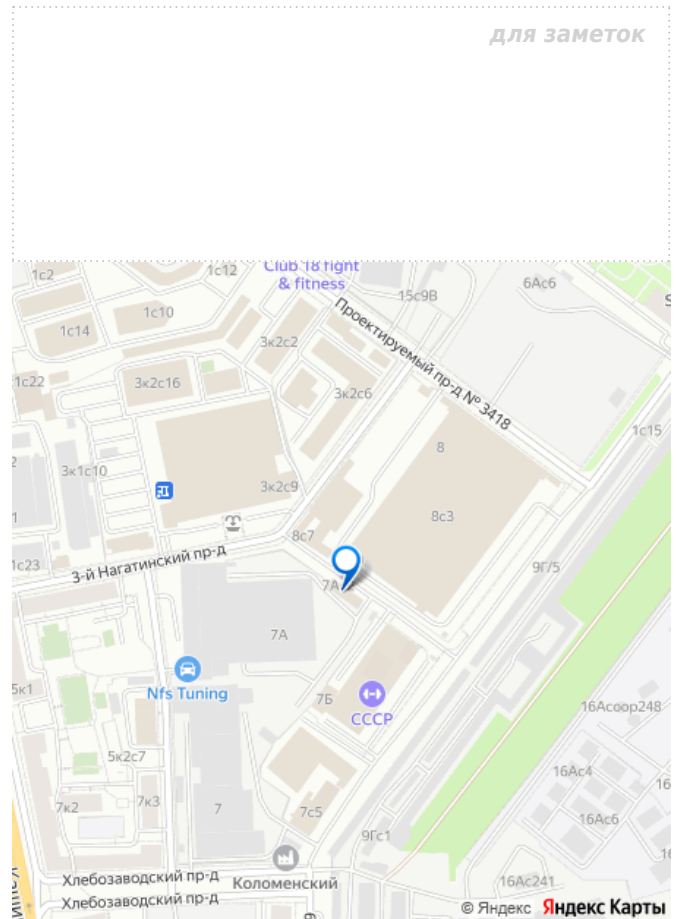 для заметок
Club 18 fight
& fitness
1с2
1с12
15с9В
6Ас6
1с10
1с14
3к2с2
Проектируемый пр-д № 3418
1с22
3к2с16
3к2с6
1с15
8
3к1с10
3к2с9
8с3
8с7
1с23
3-й Нагатинский пр-д
9Г/5
7А
7А
5к1
Nfs Tuning
7Б
СССР
16Асоор248
5к2с7
16Ас4
7к2
7к3
7
7с5
16Ас6
9Гс1
Хлебозаводский пр-д
Коломенский
16Ас241
Хлебозаводский пр-д
© Яндекс Яндекс Карты